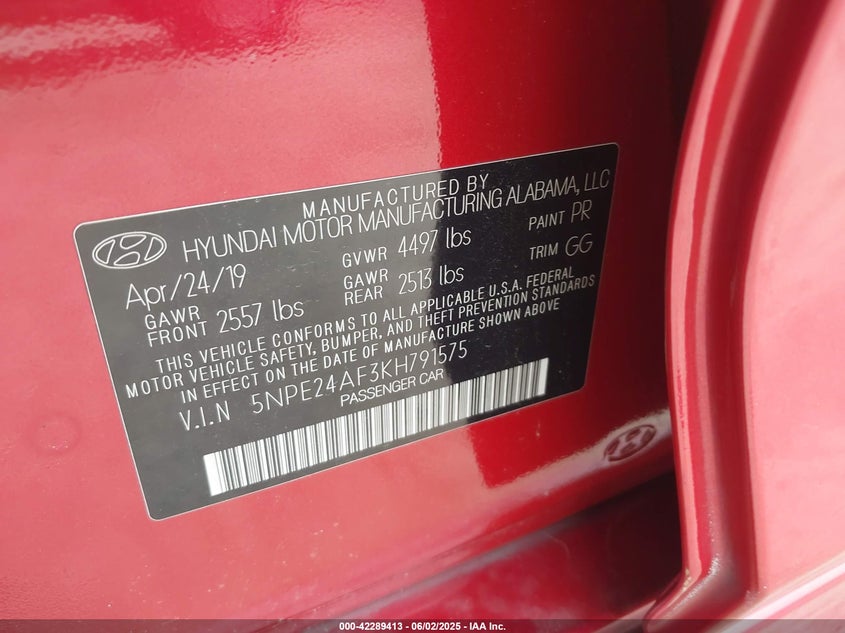 MANUFACTURED BY
HYUNDAI MOTOR MANUFACTURING ALABAMA, LLC
Apr/24/19 GVWR 4497 lbs PAINT PR
GAWR FRONT 2557 lbs GAWR REAR 2513 lbs TRIM GG
THIS VEHICLE CONFORMS TO ALL APPLICABLE U.S.A. FEDERAL
MOTOR VEHICLE SAFETY, BUMPER, AND THEFT PREVENTION STANDARDS
IN EFFECT ON THE DATE OF MANUFACTURE SHOWN ABOVE
V.I.N 5NPE24AF3KH791575
PASSENGER CAR
000-42289413 - 06/02/2025 - IAA Inc.